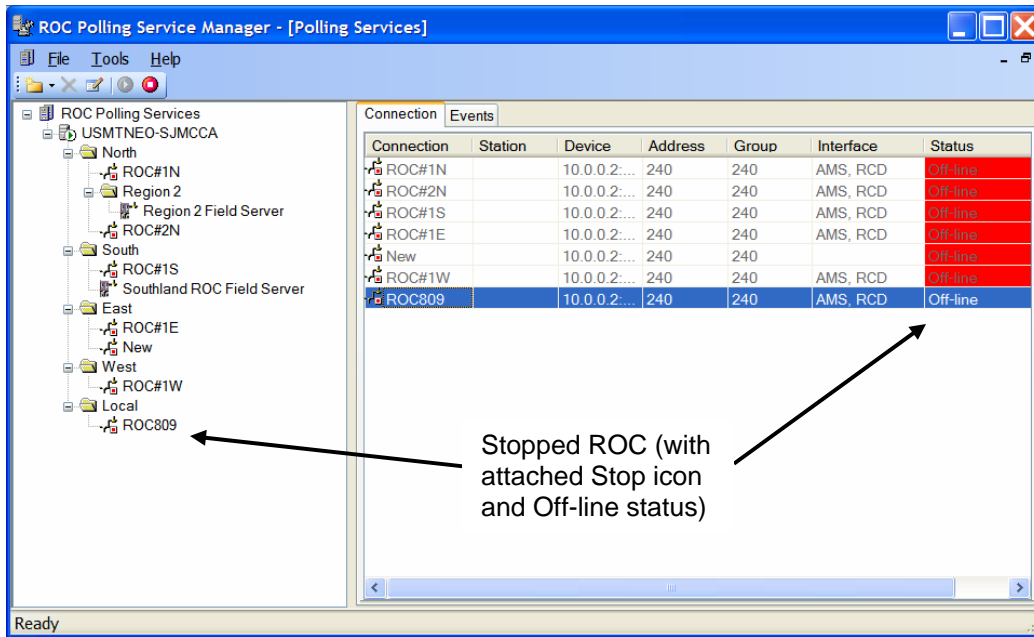 ROC Polling Service Manager - [Polling Services]
File Tools Help
ROC Polling Services
USMTNEO-SJMCCA
North
ROC#1N
Region 2
Region 2 Field Server
ROC#2N
South
ROC#1S
Southland ROC Field Server
East
ROC#1E
New
West
ROC#1W
Local
ROC809
Connection Events
Connection Station Device Address Group Interface Status
ROC#1N 10.0.0.2:... 240 240 AMS, RCD Off-line
ROC#2N 10.0.0.2:... 240 240 AMS, RCD Off-line
ROC#1S 10.0.0.2:... 240 240 AMS, RCD Off-line
ROC#1E 10.0.0.2:... 240 240 AMS, RCD Off-line
New 10.0.0.2:... 240 240 Off-line
ROC#1W 10.0.0.2:... 240 240 AMS, RCD Off-line
ROC809 10.0.0.2:... 240 240 AMS, RCD Off-line
Stopped ROC (with
attached Stop icon
and Off-line status)
Ready